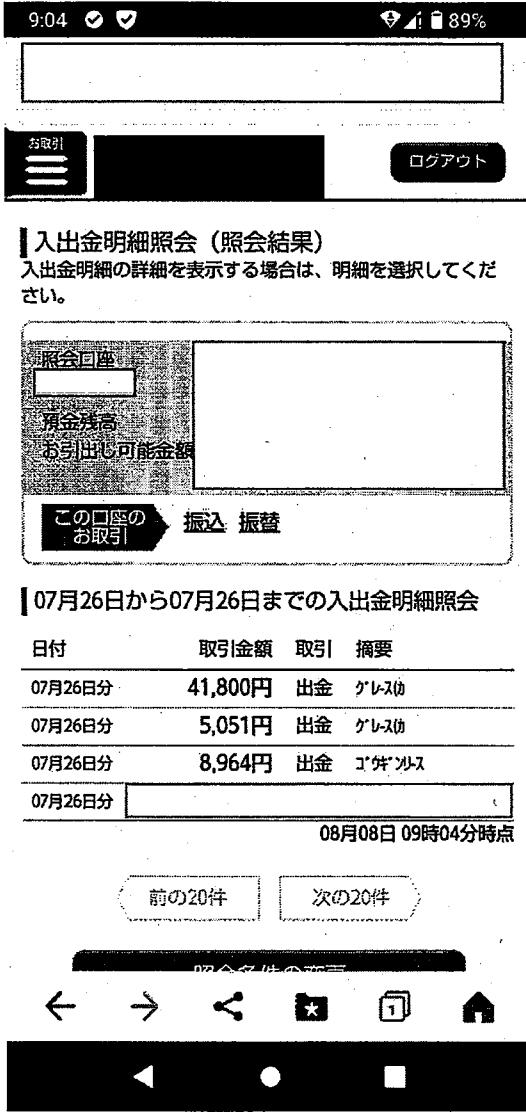 9:04 89%
お取引
ログアウト
入出金明細照会（照会結果）
入出金明細の詳細を表示する場合は、明細を選択してくだ
さい。
照会口座
預金残高
お引出し可能金額
この口座の
お取引
振込 振替
07月26日から07月26日までの入出金明細照会
日付 取引金額 取引 摘要
07月26日分 41,800円 出金
07月26日分 5,051円 出金
07月26日分 8,964円 出金 ｺﾞｳｷﾞﾝﾘｰｽ
07月26日分
08月08日 09時04分時点
前の20件 次の20件
照会条件の変更
1